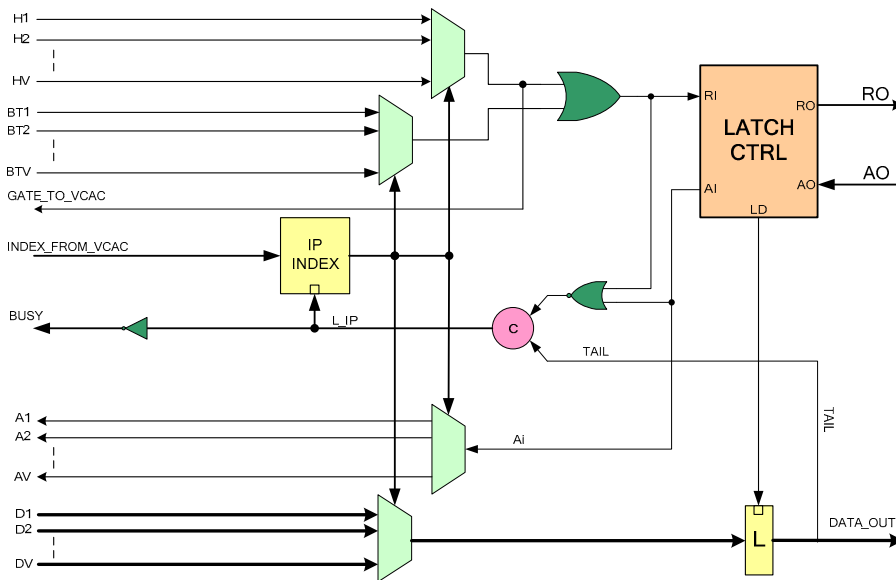 H1
H2
HV
BT1
BT2
BTV
GATE_TO_VCAC
INDEX_FROM_VCAC
IP
INDEX
BUSY
L_IP
C
TAIL
TAIL
A1
A2
AV
Ai
D1
D2
DV
RI
RO
LATCH
CTRL
AI
AO
LD
RO
AO
L
DATA_OUT